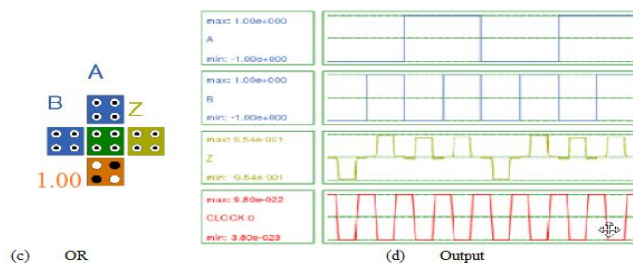 A
B
Z
1.00
max: 1.00e+000
A
min: -1.00e+000
max: 1.00e+000
B
min: -1.00e+000
max: 9.54e-001
Z
min: -9.54e-001
max: 9.80e-022
CLOCK 0
min: 3.80e-023
(c) OR
(d) Output